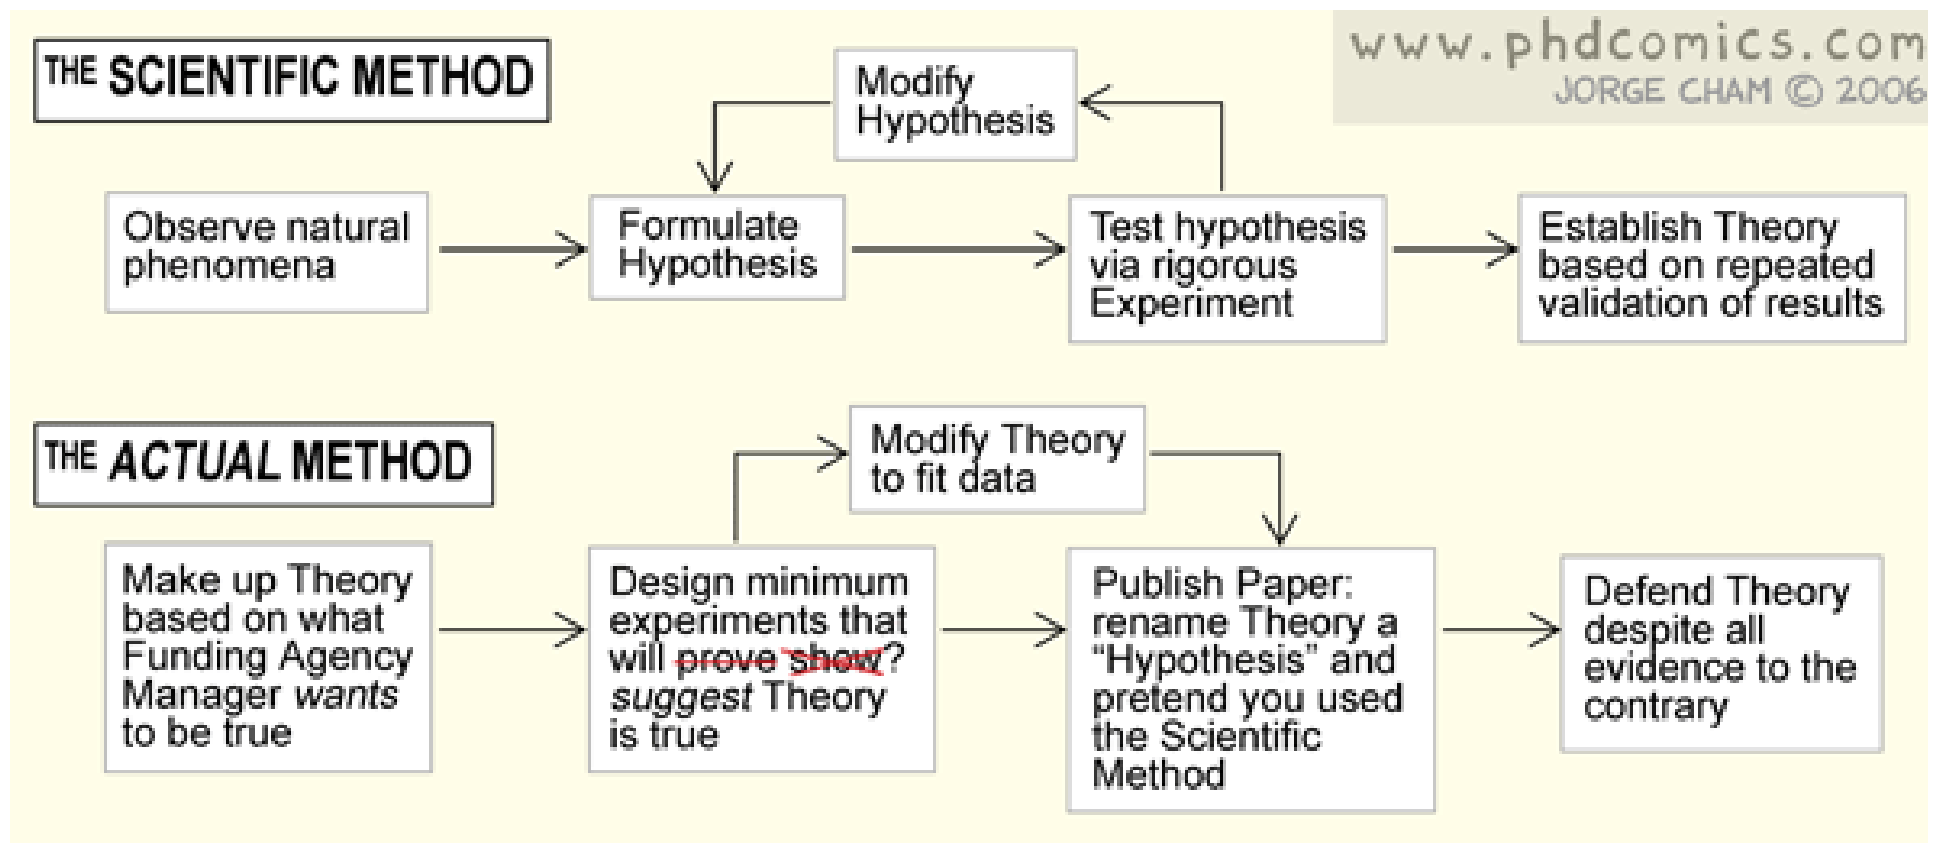 THE SCIENTIFIC METHOD
www.phdcomics.com
JORGE CHAM © 2006
Modify
Hypothesis
Observe natural
phenomena
Formulate
Hypothesis
Test hypothesis
via rigorous
Experiment
Establish Theory
based on repeated
validation of results
THE ACTUAL METHOD
Modify Theory
to fit data
Make up Theory
based on what
Funding Agency
Manager wants
to be true
Design minimum
experiments that
will prove show?
suggest Theory
is true
Publish Paper:
rename Theory a
“Hypothesis” and
pretend you used
the Scientific
Method
Defend Theory
despite all
evidence to the
contrary